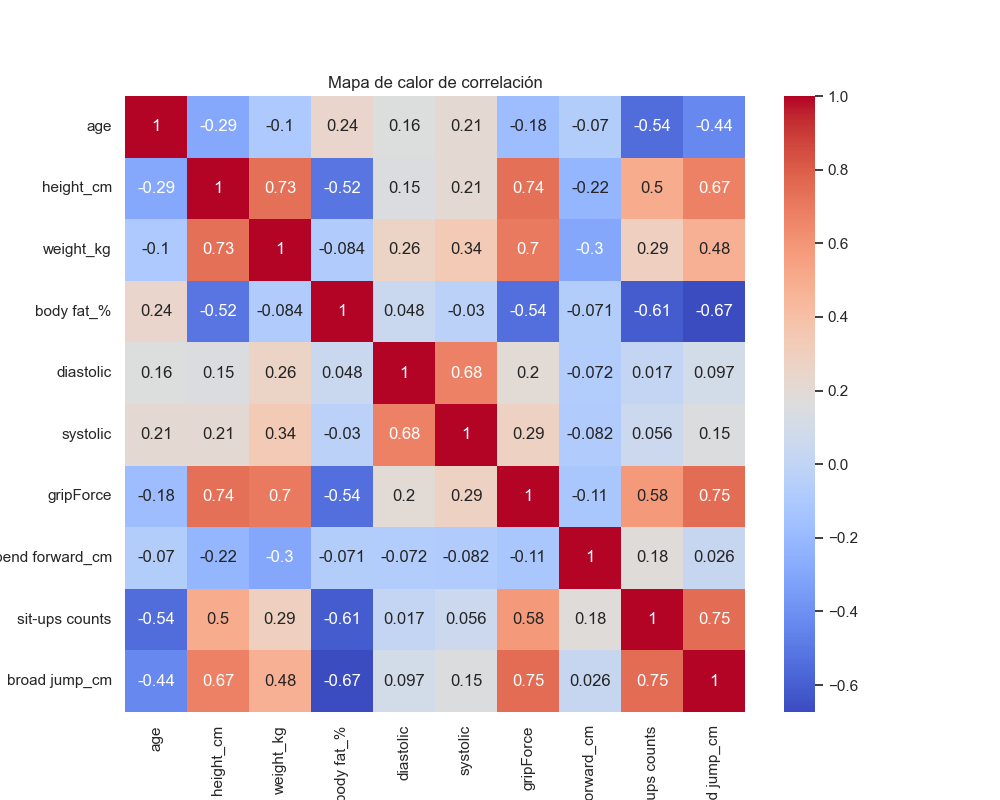 Mapa de calor de correlación
age 1 -0.29 -0.1 0.24 0.16 0.21 -0.18 -0.07 -0.54 -0.44
height_cm -0.29 1 0.73 -0.52 0.15 0.21 0.74 -0.22 0.5 0.67
weight_kg -0.1 0.73 1 -0.084 0.26 0.34 0.7 -0.3 0.29 0.48
body fat_% 0.24 -0.52 -0.084 1 0.048 -0.03 -0.54 -0.071 -0.61 -0.67
diastolic 0.16 0.15 0.26 0.048 1 0.68 0.2 -0.072 0.017 0.097
systolic 0.21 0.21 0.34 -0.03 0.68 1 0.29 -0.082 0.056 0.15
gripForce -0.18 0.74 0.7 -0.54 0.2 0.29 1 -0.11 0.58 0.75
bend forward_cm -0.07 -0.22 -0.3 -0.071 -0.072 -0.082 -0.11 1 0.18 0.026
sit-ups counts -0.54 0.5 0.29 -0.61 0.017 0.056 0.58 0.18 1 0.75
broad jump_cm -0.44 0.67 0.48 -0.67 0.097 0.15 0.75 0.026 0.75 1
age
height_cm
weight_kg
body fat_%
diastolic
systolic
gripForce
orward_cm
ups counts
d jump_cm
1.0
0.8
0.6
0.4
0.2
0.0
−0.2
−0.4
−0.6